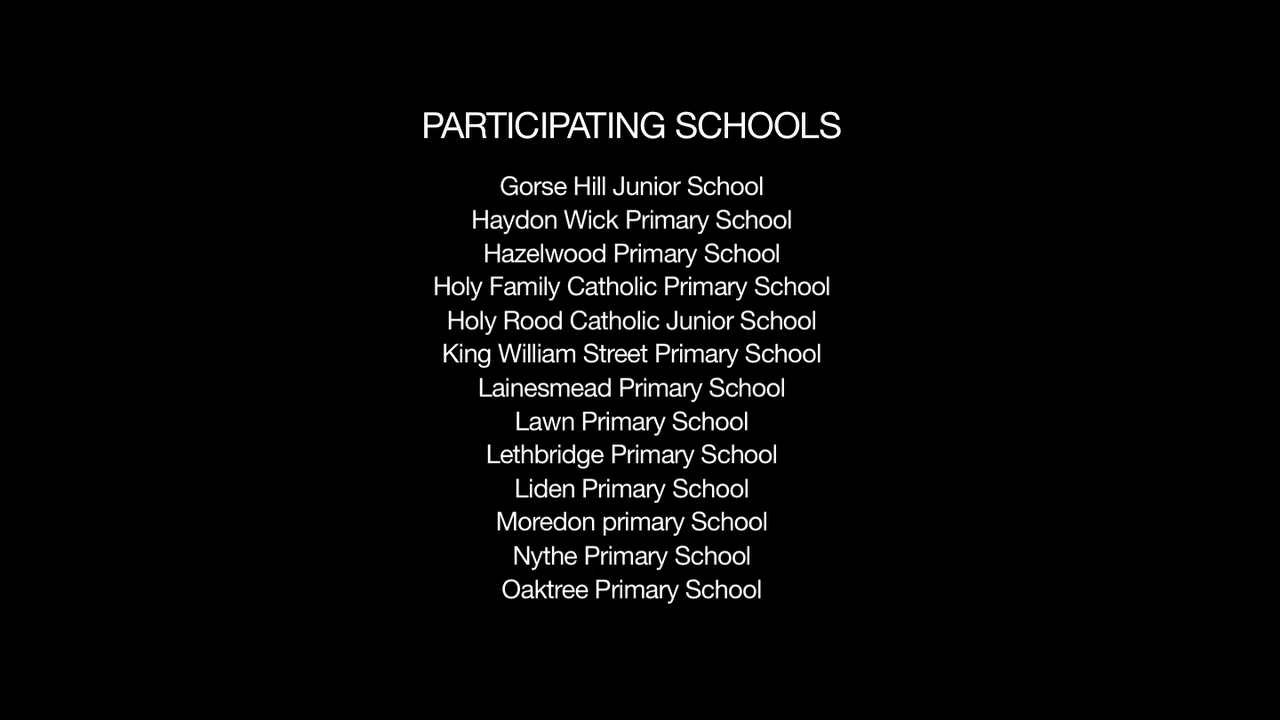 PARTICIPATING SCHOOLS
Gorse Hill Junior School
Haydon Wick Primary School
Hazelwood Primary School
Holy Family Catholic Primary School
Holy Rood Catholic Junior School
King William Street Primary School
Lainesmead Primary School
Lawn Primary School
Lethbridge Primary School
Liden Primary School
Moredon primary School
Nythe Primary School
Oaktree Primary School